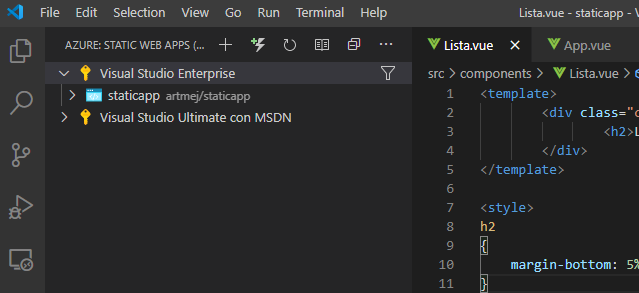 File Edit Selection View Go Run Terminal Help Lista.vue - staticapp
AZURE: STATIC WEB APPS (...
Visual Studio Enterprise
staticapp artmej/staticapp
Visual Studio Ultimate con MSDN
Lista.vue App.vue
src > components > Lista.vue >
1 <template>
2 <div class="
3 <h2>L
4 </div>
5 </template>
6
7 <style>
8 h2
9 {
10 margin-bottom: 5%
11 }